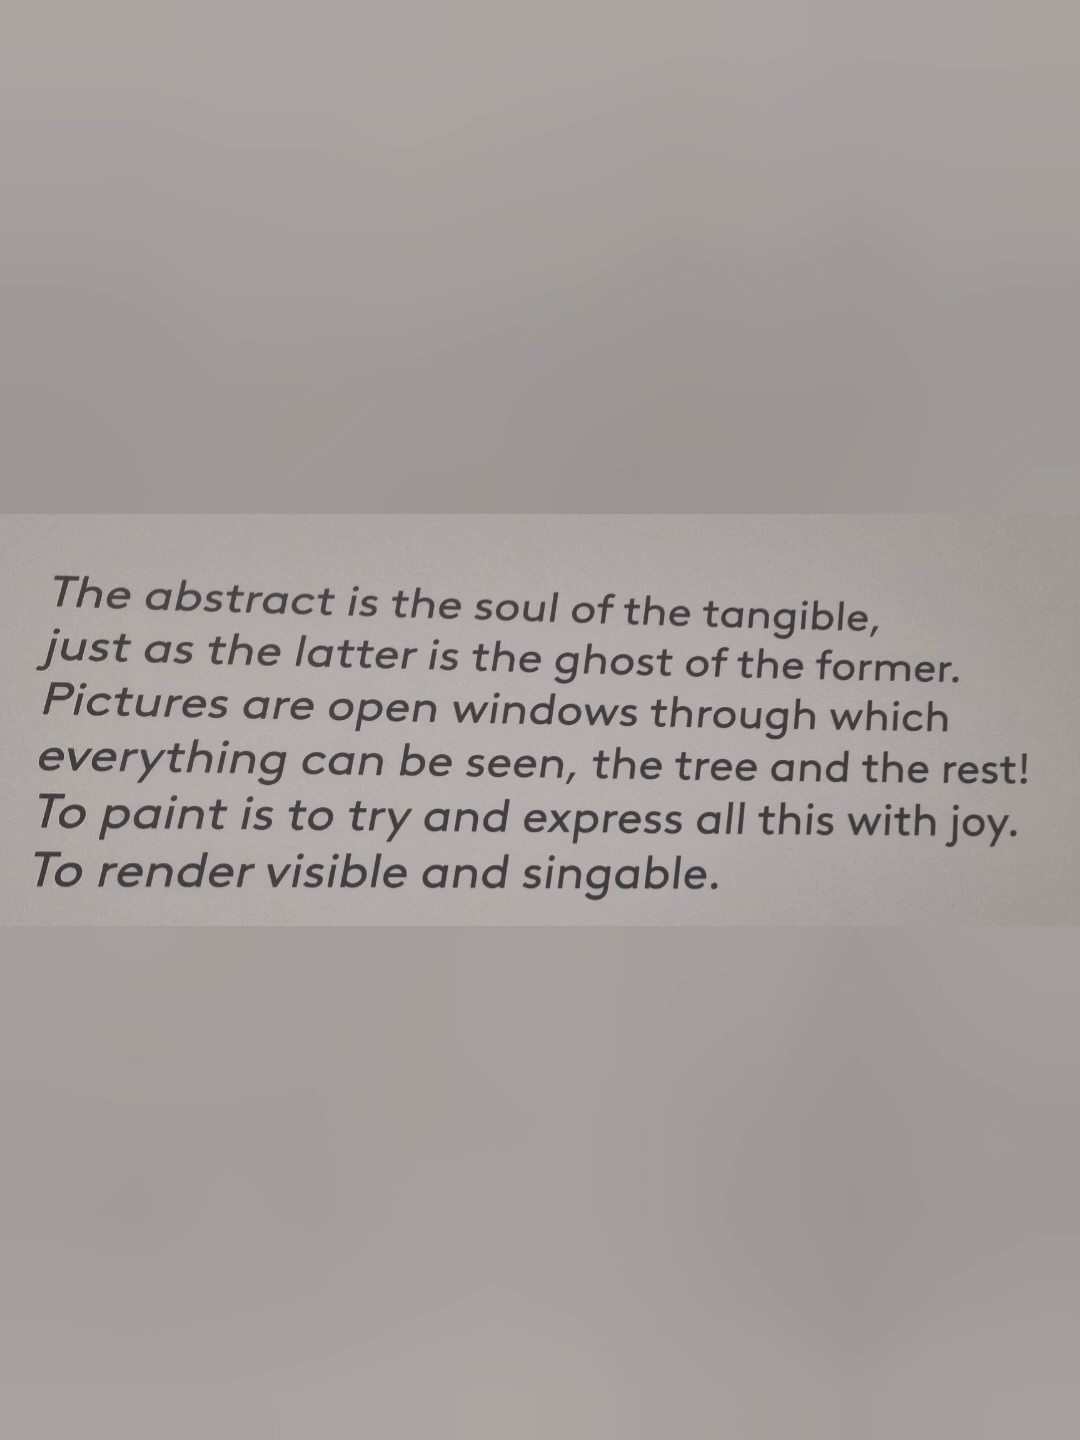 The abstract is the soul of the tangible,
just as the latter is the ghost of the former.
Pictures are open windows through which
everything can be seen, the tree and the rest!
To paint is to try and express all this with joy.
To render visible and singable.